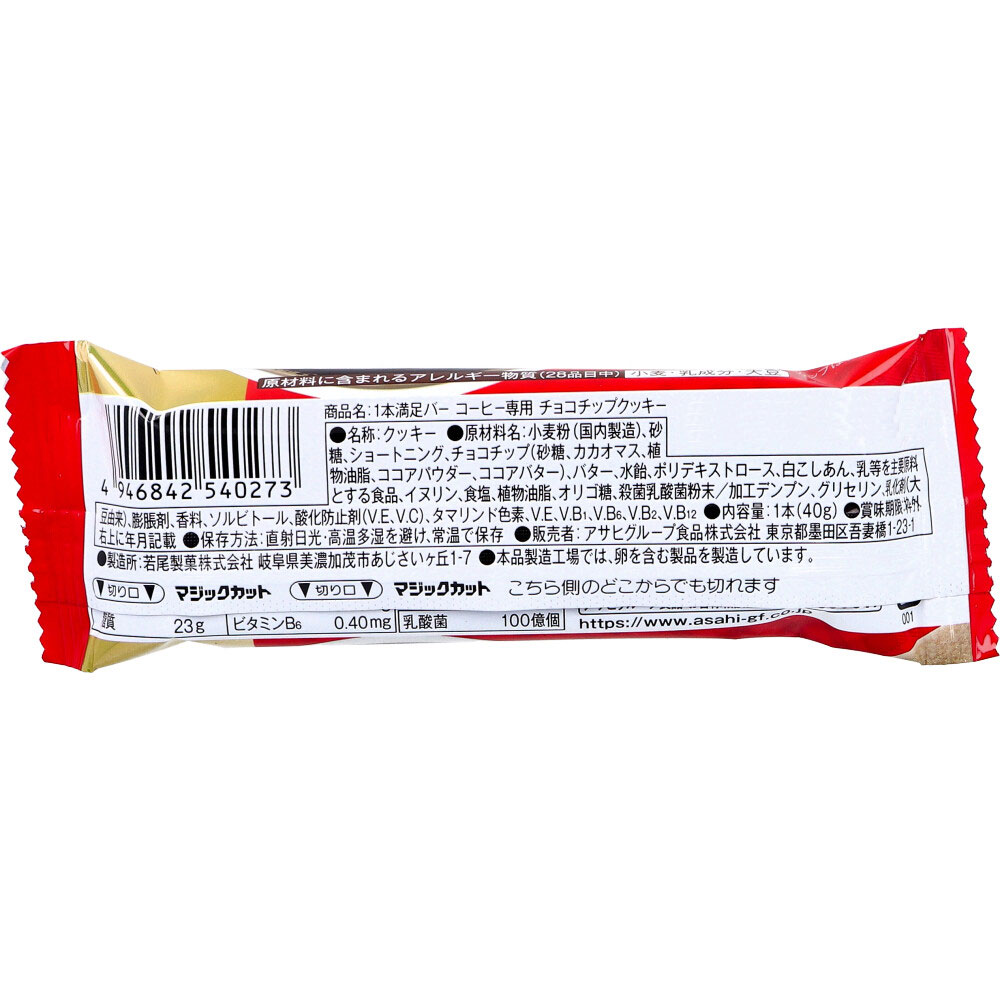 原材料に含まれるアレルギー物質(28品目中) 小麦・乳成分・大豆
商品名:1本満足バー コーヒー専用 チョコチップクッキー
●名称:クッキー ●原材料名:小麦粉(国内製造)、砂
糖、ショートニング、チョコチップ(砂糖、カカオマス、植
物油脂、ココアパウダー、ココアバター)、バター、水飴、ポリデキストロース、白こしあん、乳等を主要原料
とする食品、イヌリン、食塩、植物油脂、オリゴ糖、殺菌乳酸菌粉末/加工デンプン、グリセリン、乳化剤(大
豆由来)、膨脹剤、香料、ソルビトール、酸化防止剤(V.E、V.C)、タマリンド色素、V.E、V.B1、V.B6、V.B2、V.B12 ●内容量:1本(40g) ●賞味期限:枠外
右上に年月記載 ●保存方法:直射日光・高温多湿を避け、常温で保存 ●販売者:アサヒグループ食品株式会社 東京都墨田区吾妻橋1-23-1
●製造所:若尾製菓株式会社 岐阜県美濃加茂市あじさいヶ丘1-7 ●本品製造工場では、卵を含む製品を製造しています。
4 946842 540273
▼切り口▼ マジックカット ▼切り口▼ マジックカット こちら側のどこからでも切れます
質 23g ビタミンB6 0.40mg 乳酸菌 100億個
https://www.asahi-gf.co.jp
001